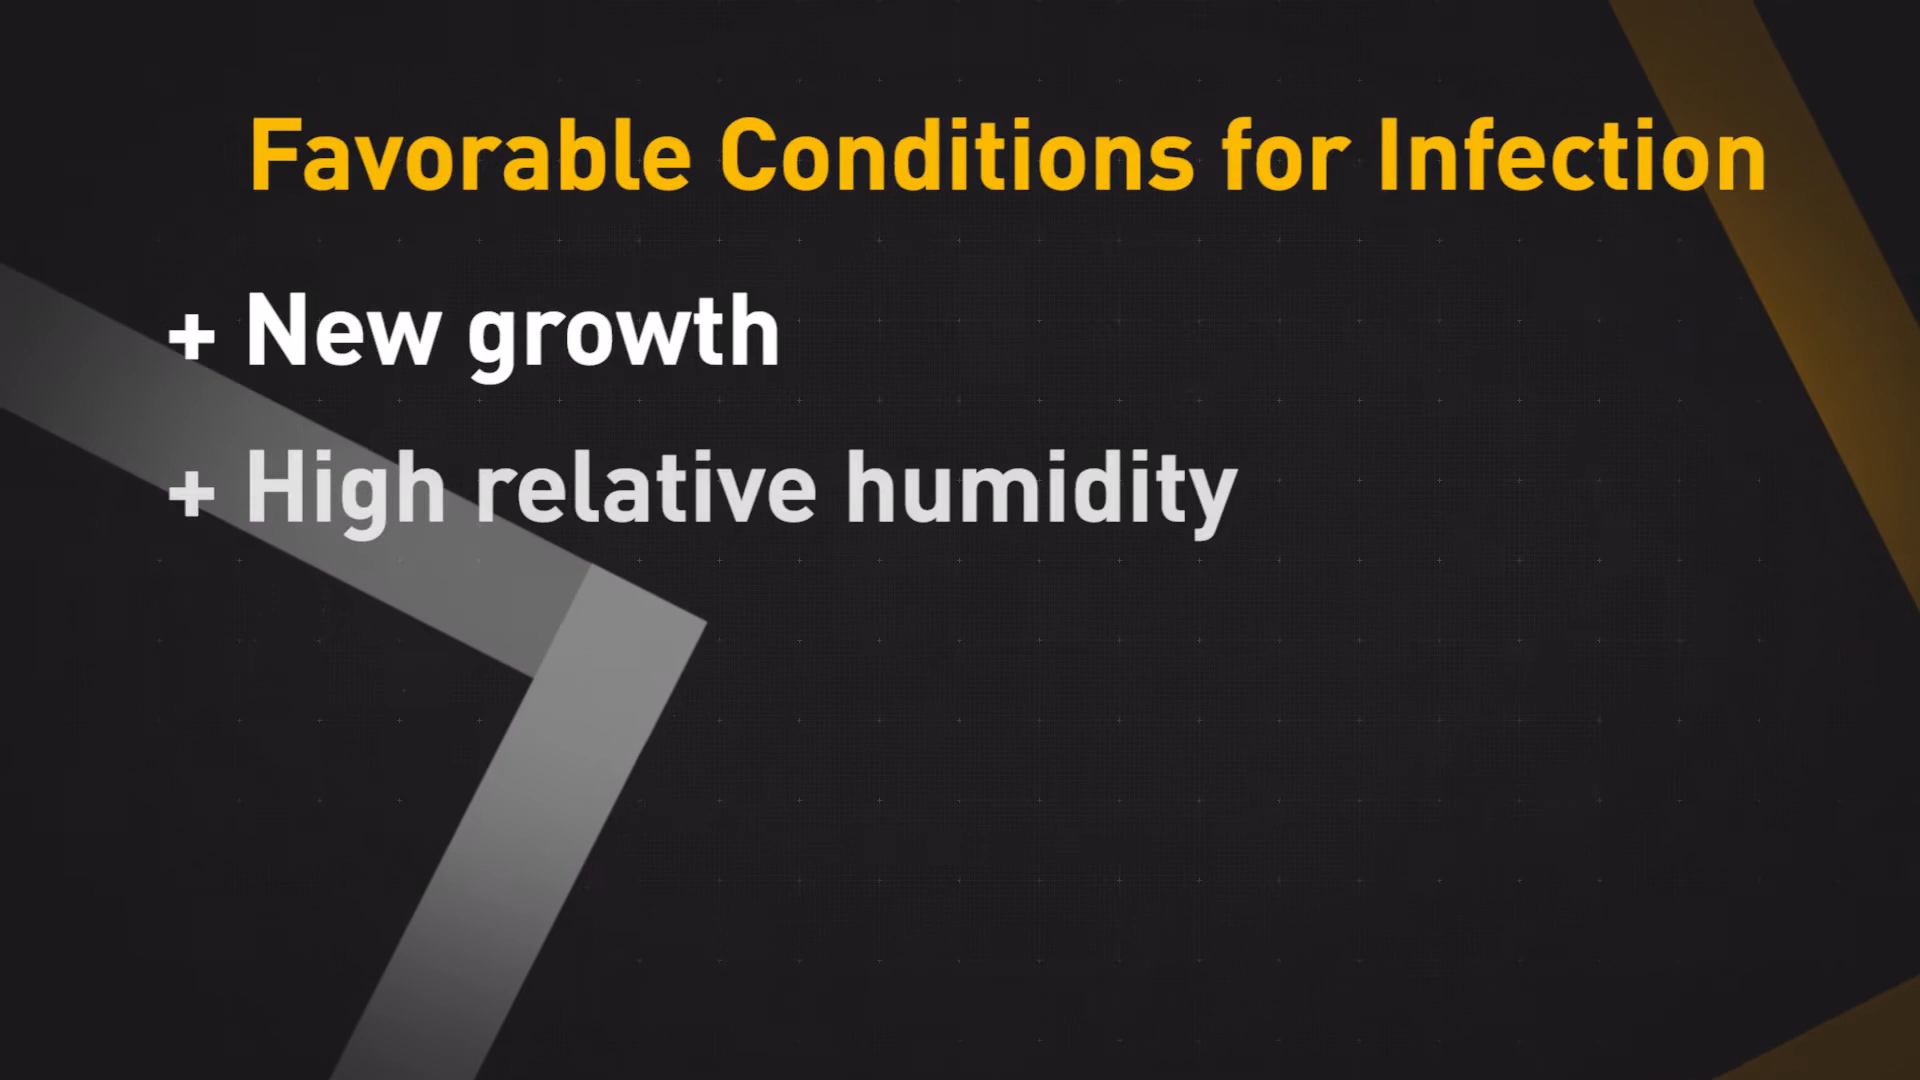 Favorable Conditions for Infection
+ New growth
+ High relative humidity